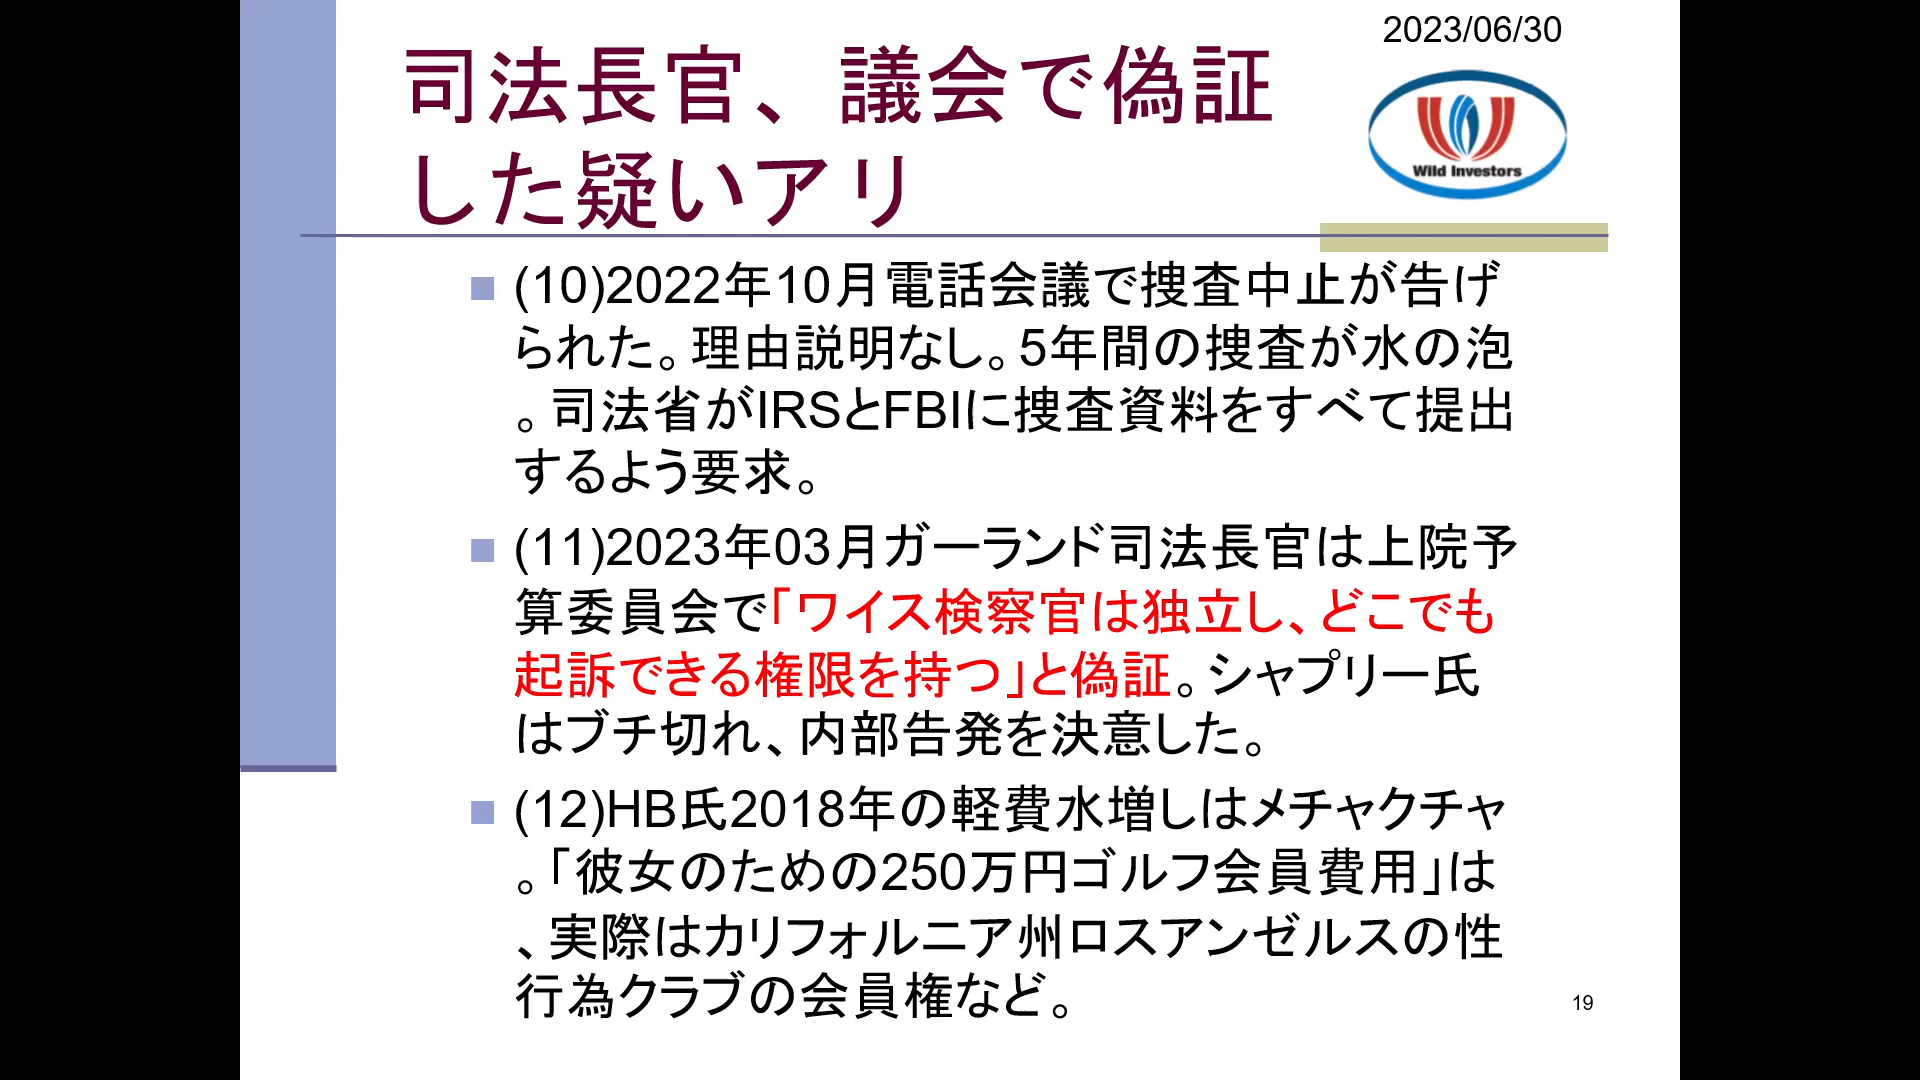 2023/06/30
司法長官、議会で偽証
した疑いアリ
Wild Investors
(10)2022年10月電話会議で捜査中止が告げ
られた。理由説明なし。5年間の捜査が水の泡
。司法省がIRSとFBIに捜査資料をすべて提出
するよう要求。
(11)2023年03月ガーランド司法長官は上院予
算委員会で「ワイス検察官は独立し、どこでも
起訴できる権限を持つ」と偽証。シャプリー氏
はブチ切れ、内部告発を決意した。
(12)HB氏2018年の軽費水増しはメチャクチャ
。「彼女のための250万円ゴルフ会員費用」は
、実際はカリフォルニア州ロスアンゼルスの性
行為クラブの会員権など。
19